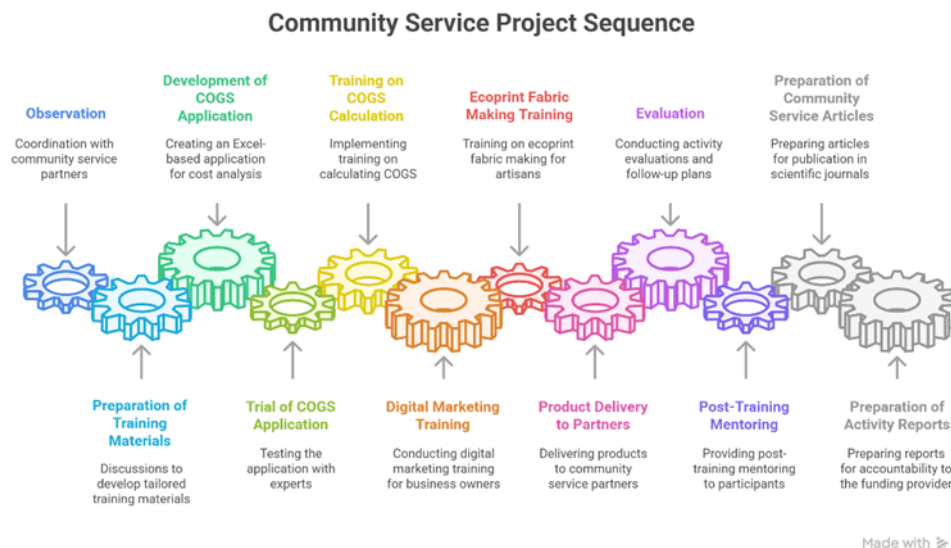 Community Service Project Sequence
Observation
Coordination with
community service
partners
Development of
COGS
Application
Creating an Excel-
based application
for cost analysis
Training on
COGS
Calculation
Implementing
training on
calculating COGS
Ecoprint Fabric
Making Training
Training on ecoprint
fabric making for
artisans
Evaluation
Conducting activity
evaluations and
follow-up plans
Preparation of
Community
Service Articles
Preparing articles
for publication in
scientific journals
Preparation of
Training
Materials
Discussions to
develop tailored
training materials
Trial of COGS
Application
Testing the
application with
experts
Digital Marketing
Training
Conducting digital
marketing training
for business owners
Product Delivery
to Partners
Delivering products
to community
service partners
Post-Training
Mentoring
Providing post-
training mentoring
to participants
Preparation of
Activity Reports
Preparing reports
for accountability to
the funding provider
Made with